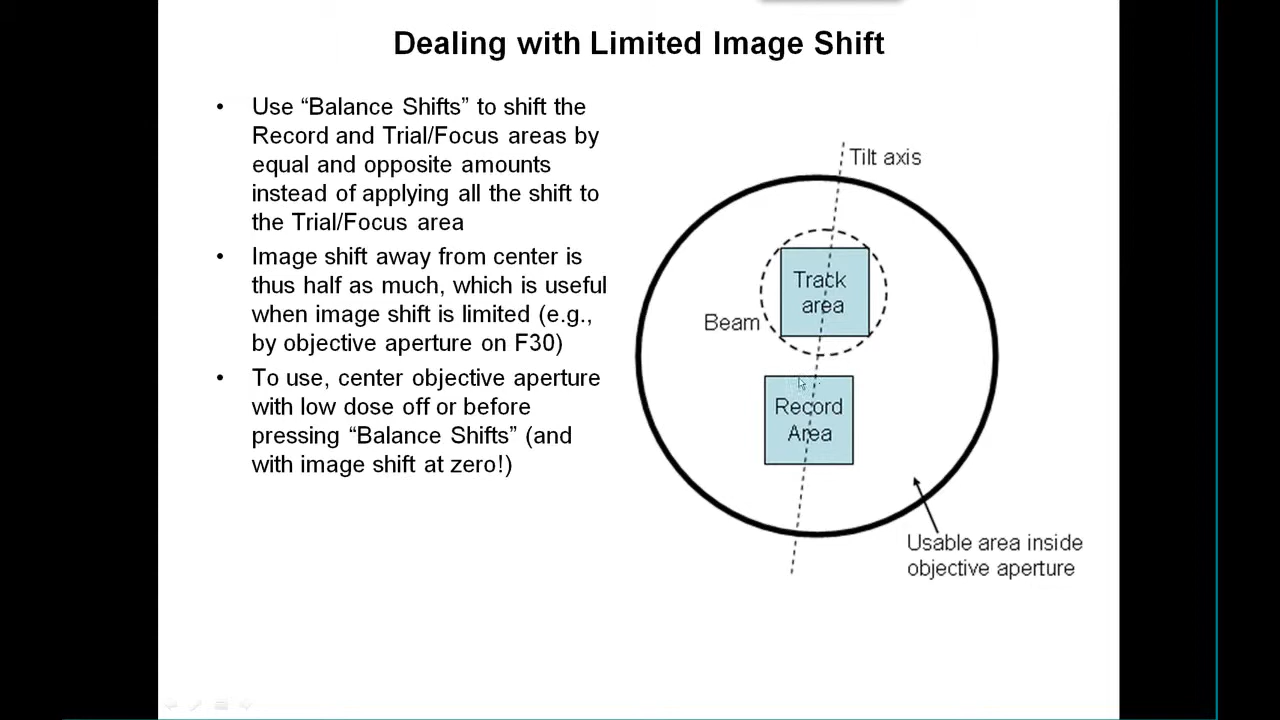 Dealing with Limited Image Shift
• Use “Balance Shifts” to shift the
Record and Trial/Focus areas by
equal and opposite amounts
instead of applying all the shift to
the Trial/Focus area
• Image shift away from center is
thus half as much, which is useful
when image shift is limited (e.g.,
by objective aperture on F30)
• To use, center objective aperture
with low dose off or before
pressing “Balance Shifts” (and
with image shift at zero!)
Tilt axis
Track
area
Beam
Record
Area
Usable area inside
objective aperture